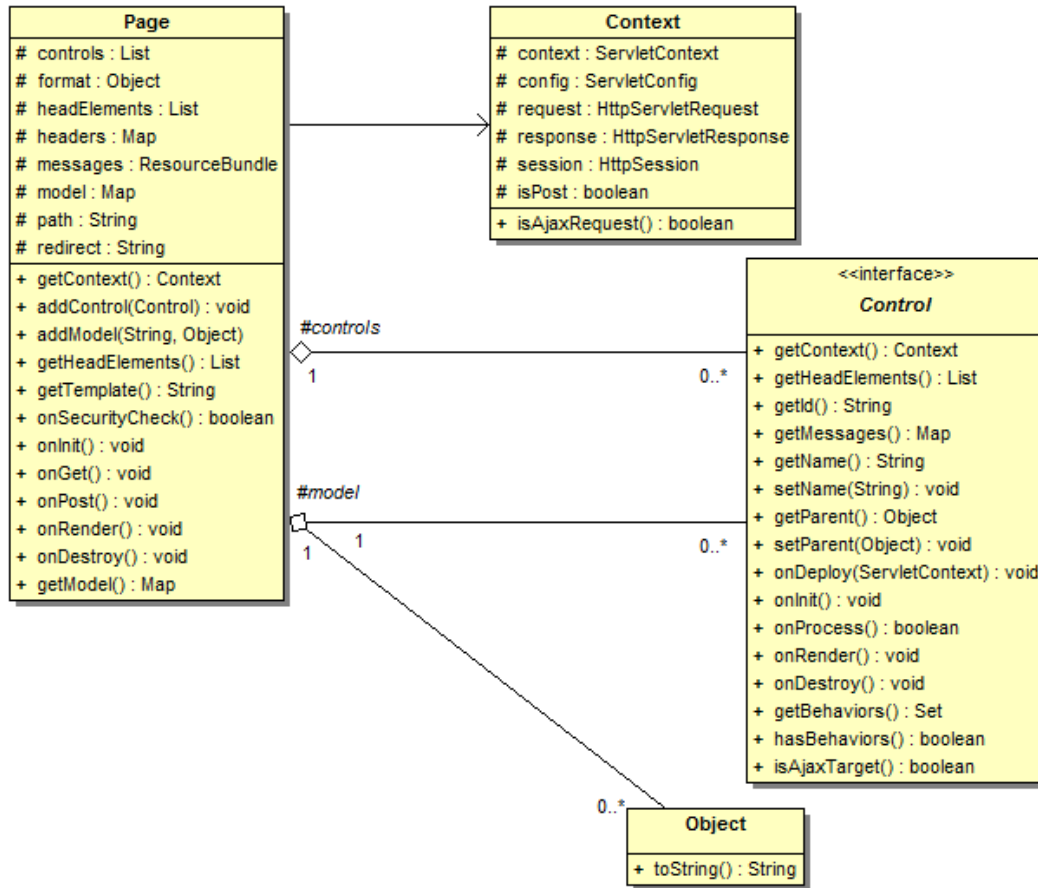 Page
# controls : List
# format : Object
# headElements : List
# headers : Map
# messages : ResourceBundle
# model : Map
# path : String
# redirect : String
+ getContext() : Context
+ addControl(Control) : void
+ addModel(String, Object)
+ getHeadElements() : List
+ getTemplate() : String
+ onSecurityCheck() : boolean
+ onInit() : void
+ onGet() : void
+ onPost() : void
+ onRender() : void
+ onDestroy() : void
+ getModel() : Map
Context
# context : ServletContext
# config : ServletConfig
# request : HttpServletRequest
# response : HttpServletResponse
# session : HttpSession
# isPost : boolean
+ isAjaxRequest() : boolean
#controls
1
0..*
#model
1
1
0..*
0..*
<<interface>>
Control
+ getContext() : Context
+ getHeadElements() : List
+ getId() : String
+ getMessages() : Map
+ getName() : String
+ setName(String) : void
+ getParent() : Object
+ setParent(Object) : void
+ onDeploy(ServletContext) : void
+ onInit() : void
+ onProcess() : boolean
+ onRender() : void
+ onDestroy() : void
+ getBehaviors() : Set
+ hasBehaviors() : boolean
+ isAjaxTarget() : boolean
Object
+ toString() : String